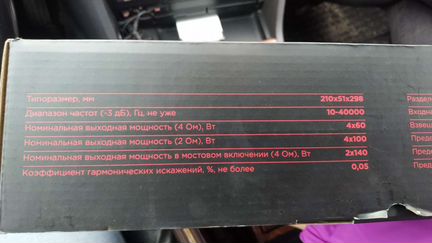 Типоразмер, мм 210x51x298
Диапазон частот (-3 дБ), Гц, не уже 10-40000
Номинальная выходная мощность (4 Ом), Вт 4x60
Номинальная выходная мощность (2 Ом), Вт 4x100
Номинальная выходная мощность в мостовом включении (4 Ом), Вт 2x140
Коэффициент гармонических искажений, %, не более 0,05